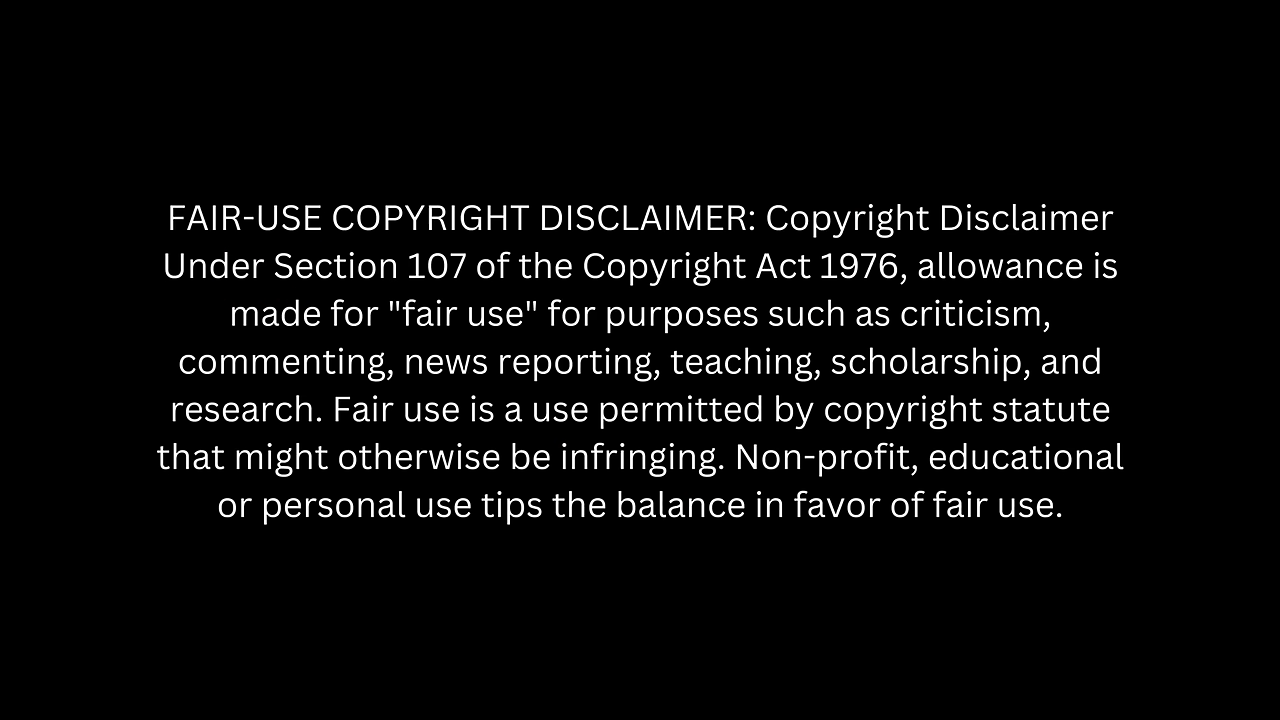 FAIR-USE COPYRIGHT DISCLAIMER: Copyright Disclaimer
Under Section 107 of the Copyright Act 1976, allowance is
made for "fair use" for purposes such as criticism,
commenting, news reporting, teaching, scholarship, and
research. Fair use is a use permitted by copyright statute
that might otherwise be infringing. Non-profit, educational
or personal use tips the balance in favor of fair use.